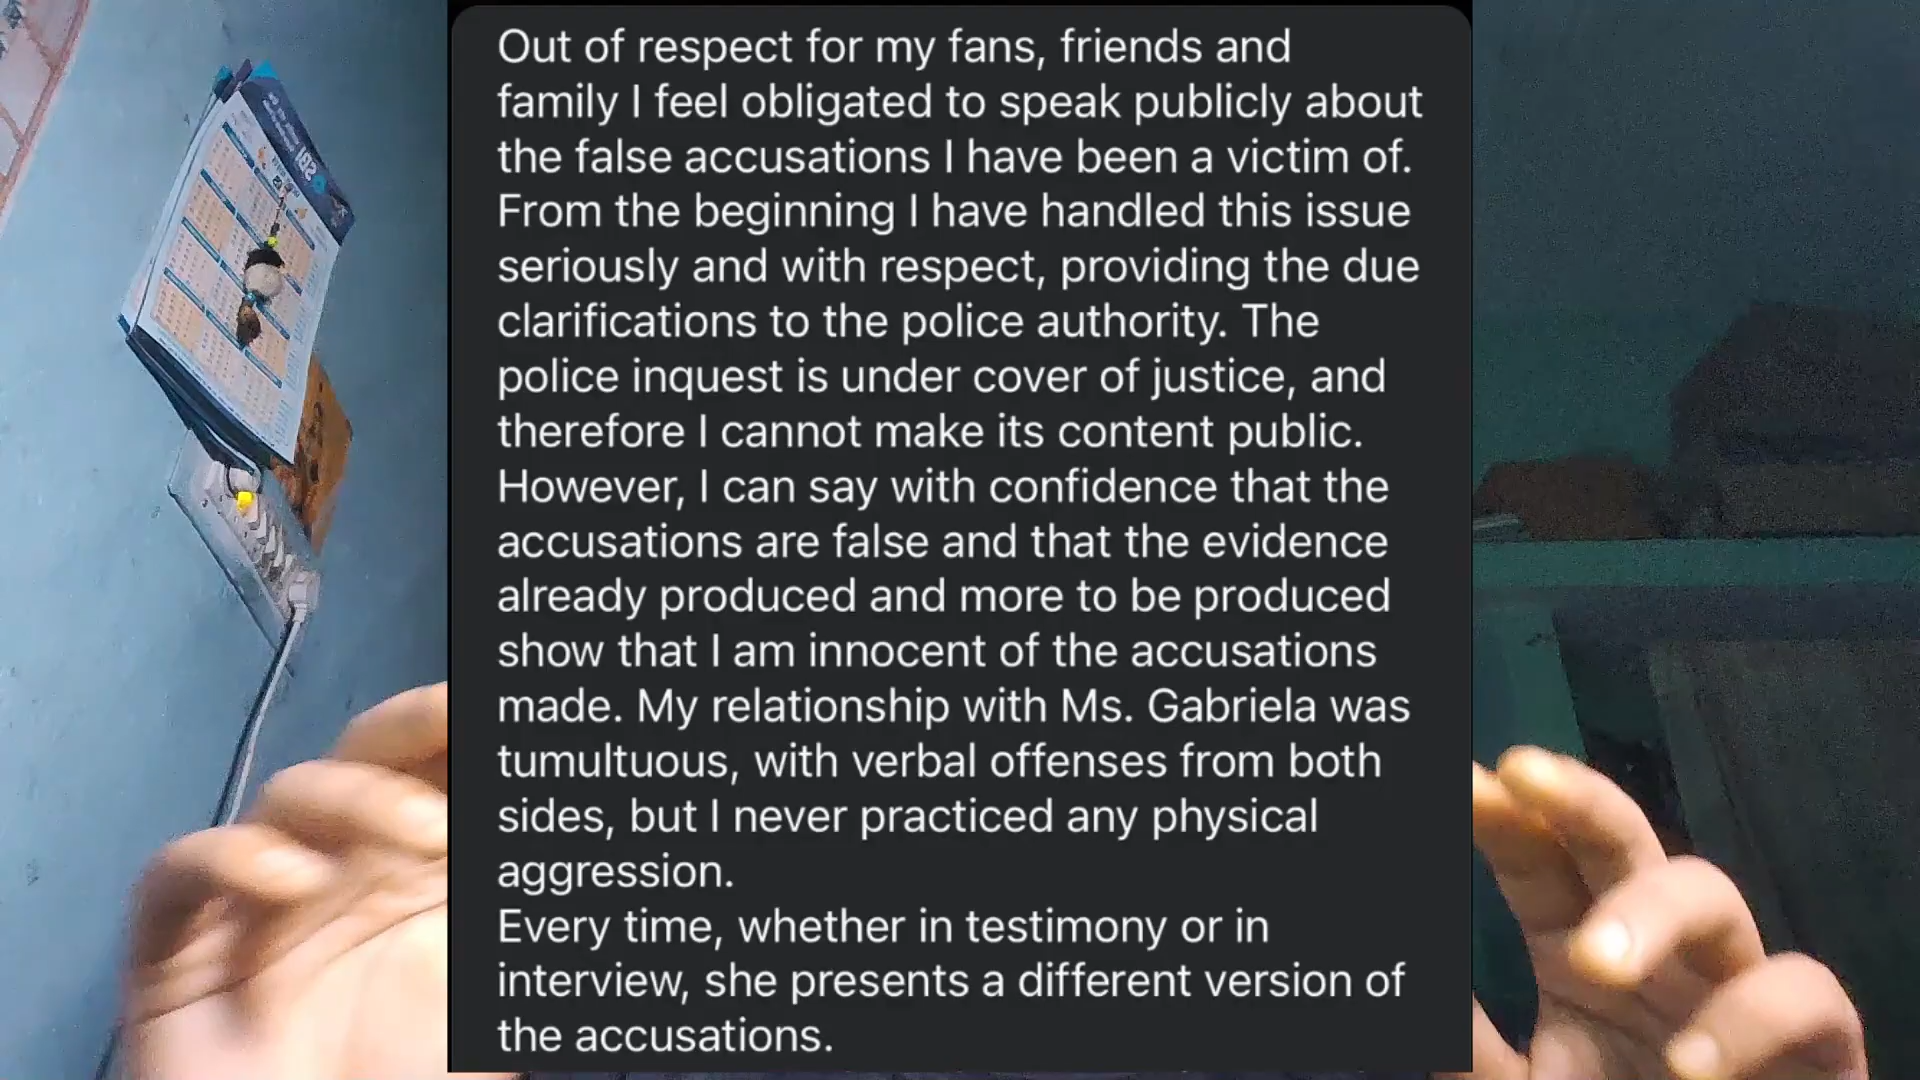 Out of respect for my fans, friends and
family I feel obligated to speak publicly about
the false accusations I have been a victim of.
From the beginning I have handled this issue
seriously and with respect, providing the due
clarifications to the police authority. The
police inquest is under cover of justice, and
therefore I cannot make its content public.
However, I can say with confidence that the
accusations are false and that the evidence
already produced and more to be produced
show that I am innocent of the accusations
made. My relationship with Ms. Gabriela was
tumultuous, with verbal offenses from both
sides, but I never practiced any physical
aggression.
Every time, whether in testimony or in
interview, she presents a different version of
the accusations.
SBI